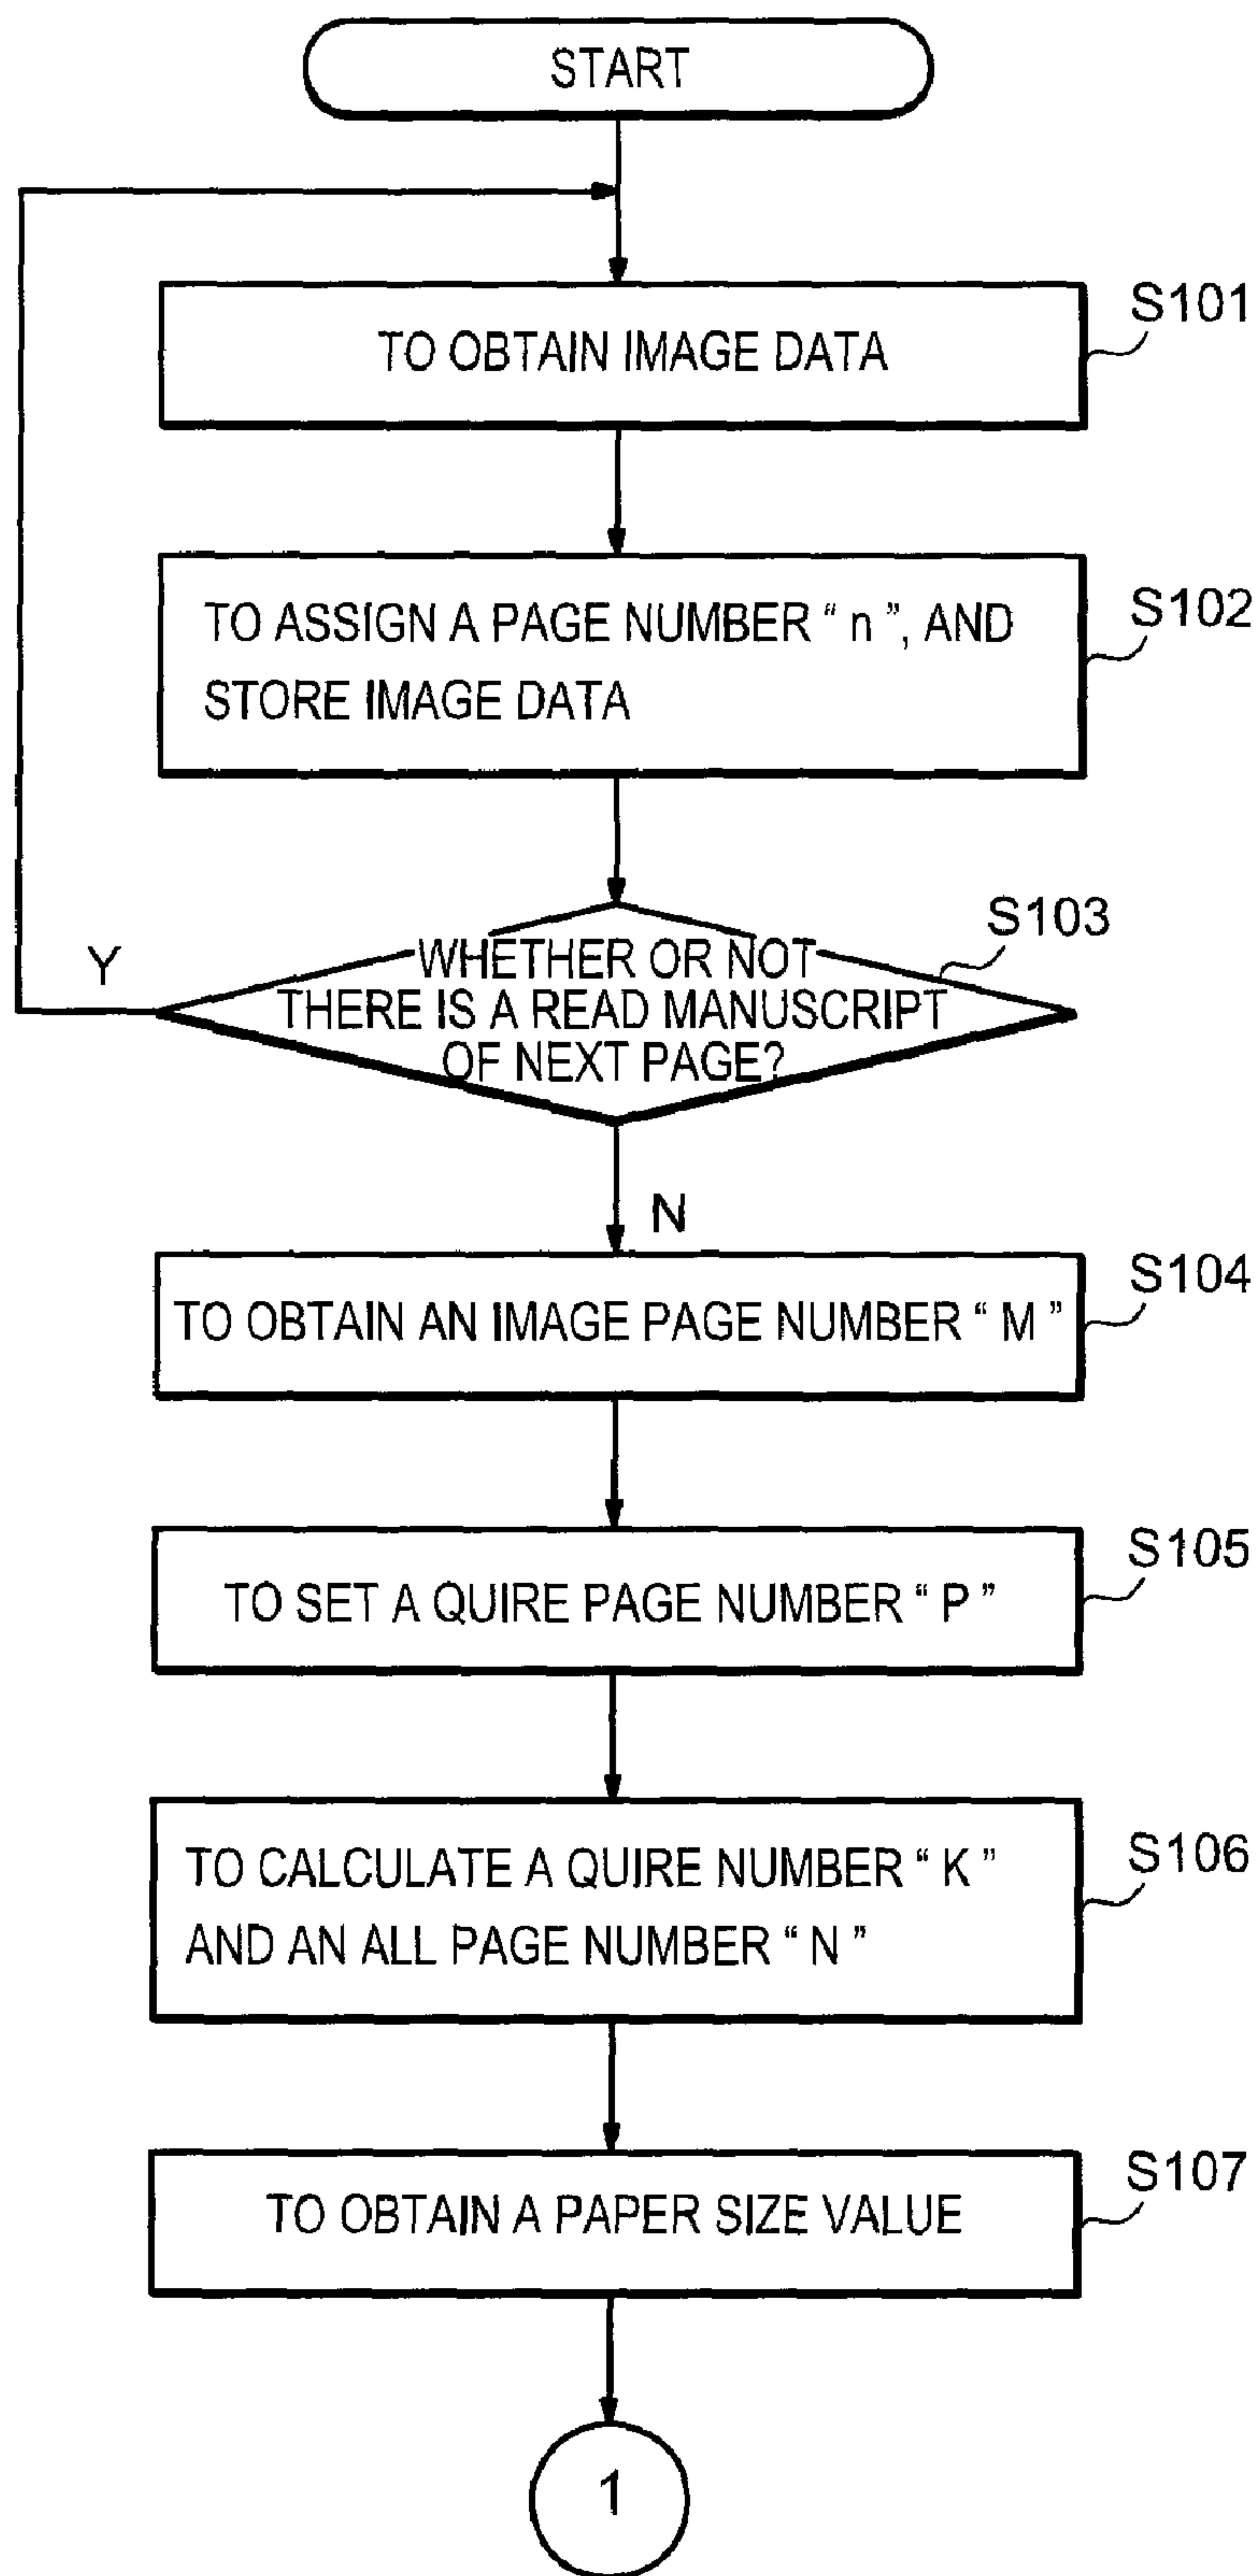 START
S101
TO OBTAIN IMAGE DATA
S102
TO ASSIGN A PAGE NUMBER “ n ”, AND
STORE IMAGE DATA
S103
Y
WHETHER OR NOT
THERE IS A READ MANUSCRIPT
OF NEXT PAGE?
N
S104
TO OBTAIN AN IMAGE PAGE NUMBER “ M ”
S105
TO SET A QUIRE PAGE NUMBER “ P ”
S106
TO CALCULATE A QUIRE NUMBER “ K ”
AND AN ALL PAGE NUMBER “ N ”
S107
TO OBTAIN A PAPER SIZE VALUE
1